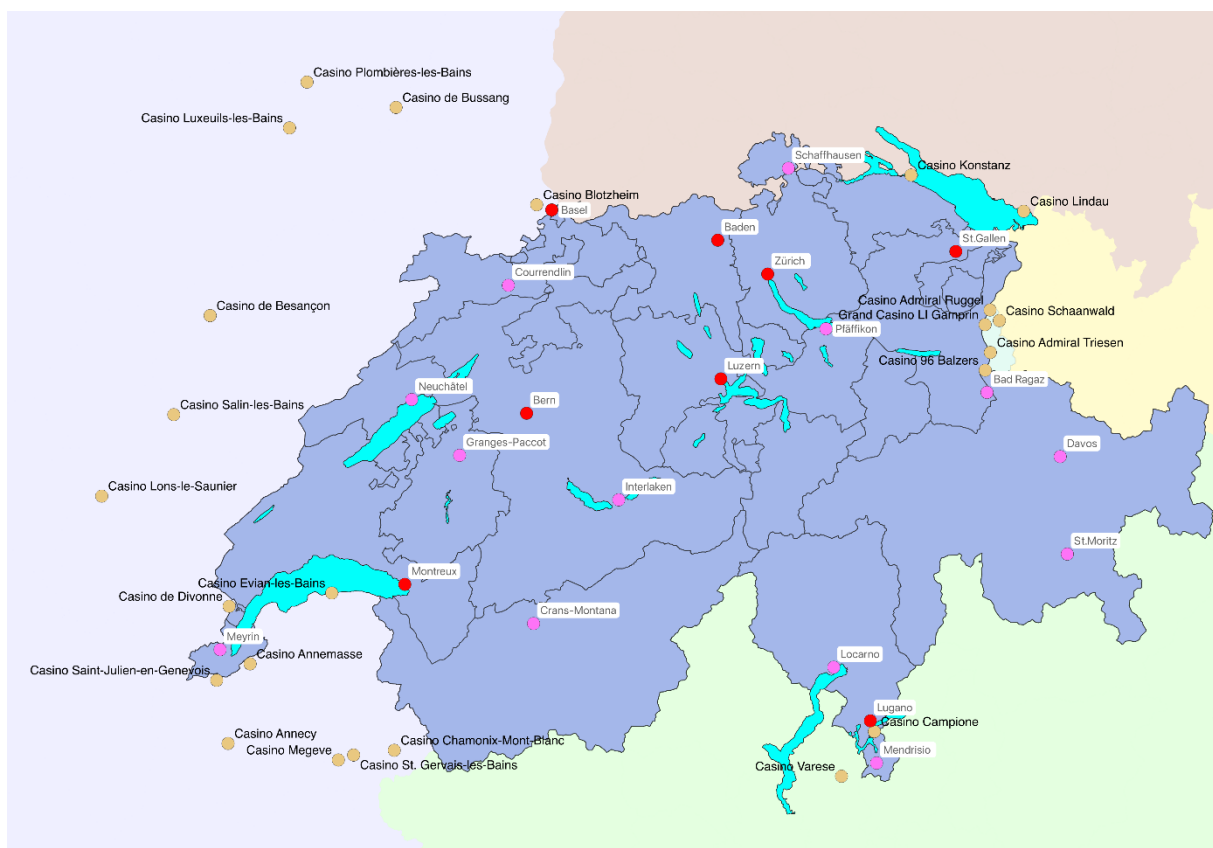 Casino Plombières-les-Bains
Casino de Bussang
Casino Luxeuils-les-Bains
Schaffhausen
Casino Konstanz
Casino Blotzheim
Basel
Casino Lindau
Baden
St.Gallen
Zürich
Courrendlin
Casino Admiral Ruggel
Casino de Besançon
Grand Casino LI Gamprin
Casino Schaanwald
Pfäffikon
Casino Admiral Triesen
Casino 96 Balzers
Luzern
Bad Ragaz
Neuchâtel
Bern
Casino Salin-les-Bains
Granges-Paccot
Davos
Interlaken
Casino Lons-le-Saunier
St.Moritz
Montreux
Casino Evian-les-Bains
Casino de Divonne
Crans-Montana
Meyrin
Casino Annemasse
Locarno
Casino Saint-Julien-en-Genevois
Lugano
Casino Campione
Casino Annecy
Casino Chamonix-Mont-Blanc
Casino Megeve
Mendrisio
Casino St. Gervais-les-Bains
Casino Varese